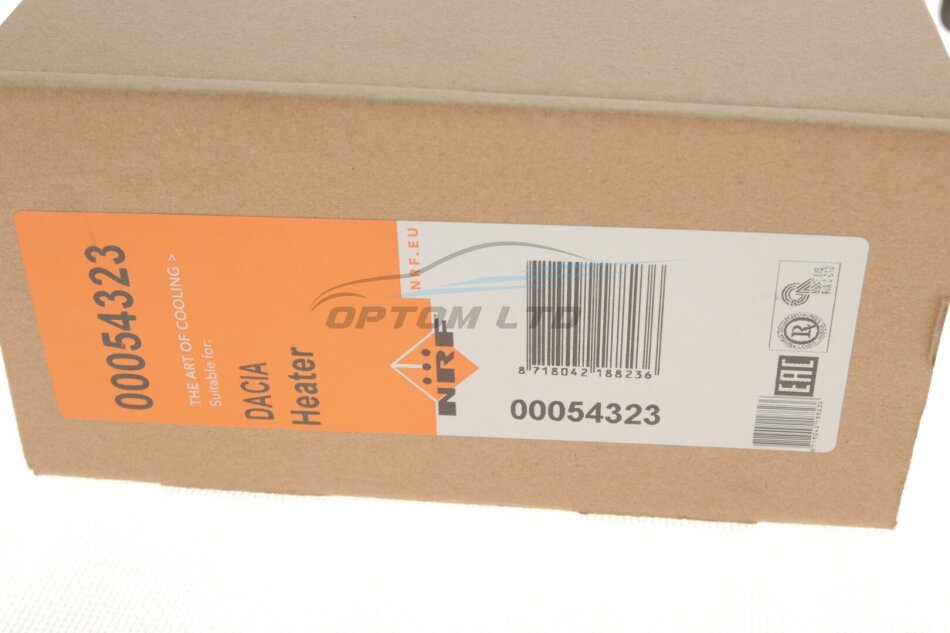 00054323
THE ART OF COOLING >
Suitable for:
DACIA
Heater
NRF.EU
NRF
OPTOM LTD
8 718042 188236
00054323
R
EAC